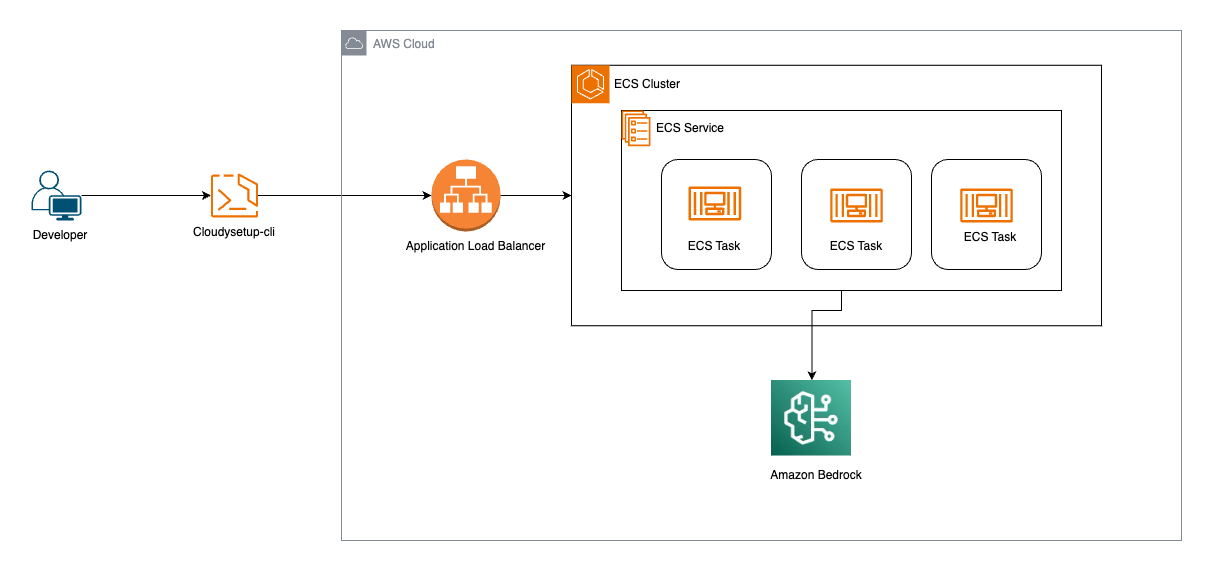 AWS Cloud
ECS Cluster
ECS Service
ECS Task
ECS Task
ECS Task
Developer
Cloudysetup-cli
Application Load Balancer
Amazon Bedrock